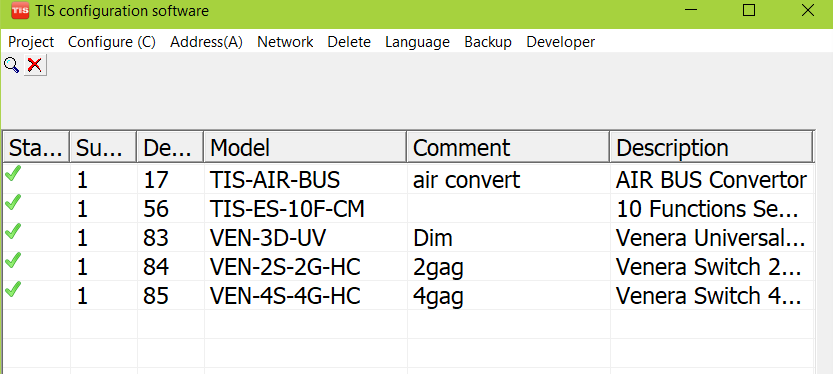 TIS TIS configuration software
Project Configure (C) Address(A) Network Delete Language Backup Developer
Sta... Su... De... Model Comment Description
1 17 TIS-AIR-BUS air convert AIR BUS Convertor
1 56 TIS-ES-10F-CM 10 Functions Se...
1 83 VEN-3D-UV Dim Venera Universal...
1 84 VEN-2S-2G-HC 2gag Venera Switch 2...
1 85 VEN-4S-4G-HC 4gag Venera Switch 4...